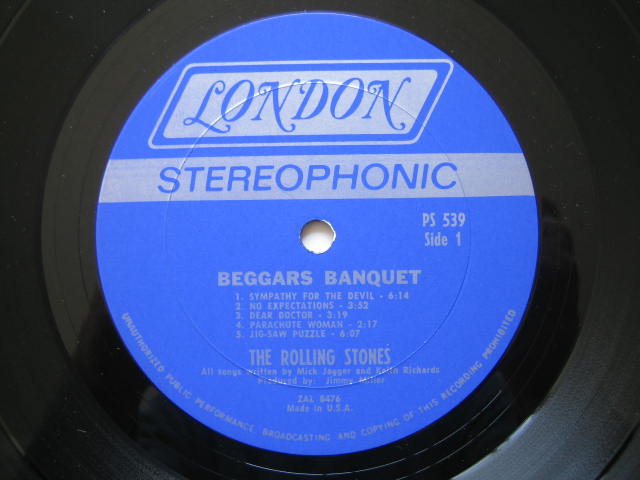 LONDON
STEREOPHONIC
PS 539
Side 1
BEGGARS BANQUET
1. SYMPATHY FOR THE DEVIL - 6:14
2. NO EXPECTATIONS - 3:52
3. DEAR DOCTOR - 3:19
4. PARACHUTE WOMAN - 2:17
5. JIG-SAW PUZZLE - 6:07
THE ROLLING STONES
All songs written by Mick Jagger and Keith Richards
Produced by: Jimmy Miller
ZAL 8476
Made in U.S.A.
UNAUTHORIZED PUBLIC PERFORMANCE, BROADCASTING AND COPYING OF THIS RECORDING PROHIBITED